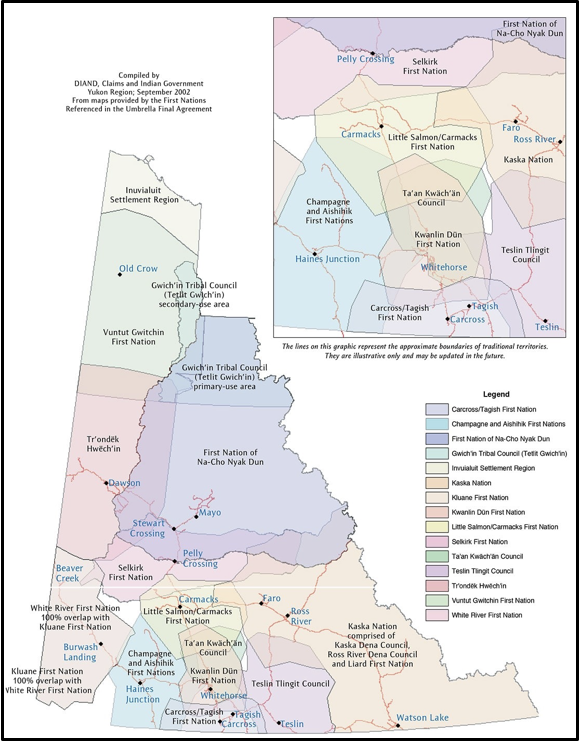 Compiled by
DIAND, Claims and Indian Government
Yukon Region; September 2002
From maps provided by the First Nations
Referenced in the Umbrella Final Agreement
First Nation of
Na-Cho Nyak Dun
Pelly Crossing
Selkirk
First Nation
Carmacks
Little Salmon/Carmacks
First Nation
Faro
Ross River
Kaska Nation
Ta'an Kwäch'än
Council
Champagne
and Aishihik
First Nations
Kwanlin Dün
First Nation
Teslin Tlingit
Council
Haines Junction
Whitehorse
Carcross/Tagish
First Nation
Tagish
Carcross
Teslin
The lines on this graphic represent the approximate boundaries of traditional territories.
They are illustrative only and may be updated in the future.
Inuvialuit
Settlement Region
Old Crow
Gwich'in Tribal Council
(Tetlit Gwich'in)
secondary-use area
Vuntut Gwitchin
First Nation
Gwich'in Tribal Council
(Tetlit Gwich'in)
primary-use area
Tr'ondëk
Hwëch'in
First Nation of
Na-Cho Nyak Dun
Dawson
Mayo
Stewart
Crossing
Pelly
Crossing
Beaver
Creek
Selkirk
First Nation
White River First Nation
100% overlap with
Kluane First Nation
Carmacks
Little Salmon/Carmacks
First Nation
Faro
Ross
River
Burwash
Landing
Ta'an Kwäch'än
Council
Kaska Nation
comprised of
Kaska Dena Council,
Ross River Dena Council
and Liard First Nation
Champagne
and Aishihik
First Nations
Kluane First Nation
100% overlap with
White River First Nation
Kwanlin Dün
First Nation
Teslin Tlingit Council
Haines
Junction
Whitehorse
Carcross/Tagish
First Nation
Tagish
Carcross
Teslin
Watson Lake
Legend
Carcross/Tagish First Nation
Champagne and Aishihik First Nations
First Nation of Na-Cho Nyak Dun
Gwich'in Tribal Council (Tetlit Gwich'in)
Invuialuit Settlement Region
Kaska Nation
Kluane First Nation
Kwanlin Dün First Nation
Little Salmon/Carmacks First Nation
Selkirk First Nation
Ta'an Kwäch'än Council
Teslin Tlingit Council
Tr'ondëk Hwëch'in
Vuntut Gwitchin First Nation
White River First Nation